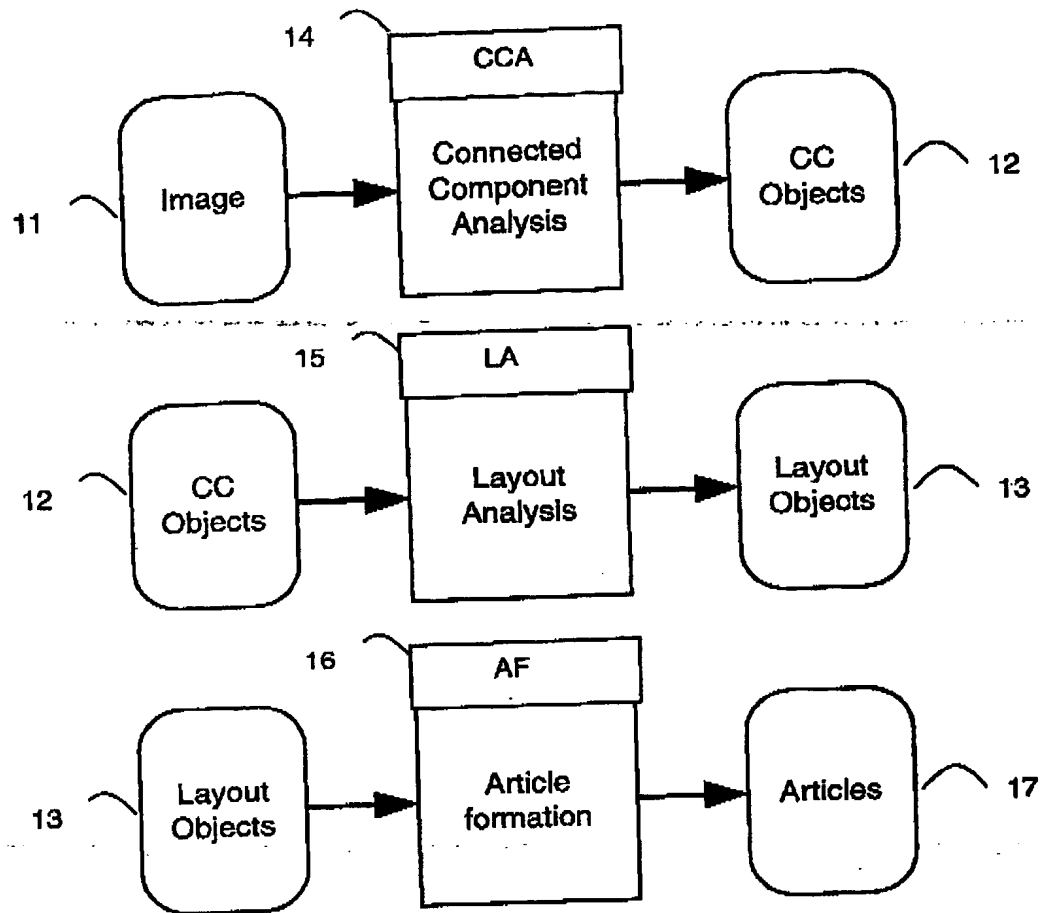 14
CCA
Image
11
Connected
Component
Analysis
CC
Objects
12
15
LA
CC
Objects
12
Layout
Analysis
Layout
Objects
13
16
AF
Layout
Objects
13
Article
formation
Articles
17